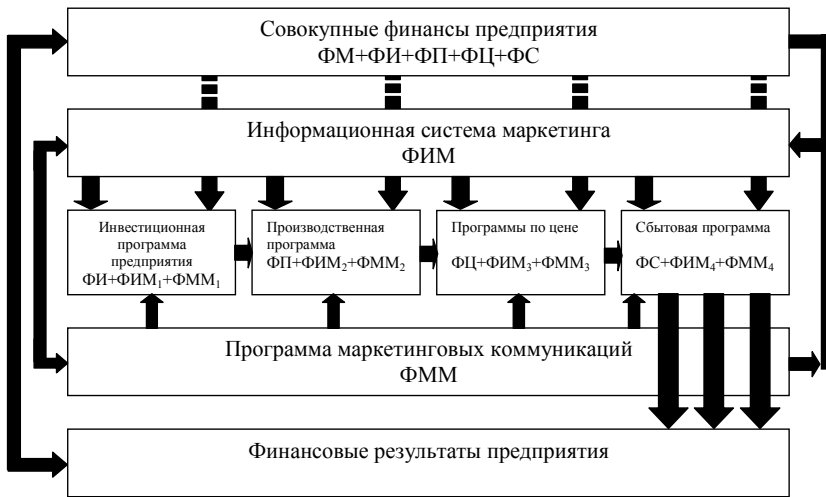 Совокупные финансы предприятия
ФМ+ФИ+ФП+ФЦ+ФС
Информационная система маркетинга
ФИМ
Инвестиционная
программа
предприятия
ФИ+ФИМ₁+ФММ₁
Производственная
программа
ФП+ФИМ₂+ФММ₂
Программы по цене
ФЦ+ФИМ₃+ФММ₃
Сбытовая программа
ФС+ФИМ₄+ФММ₄
Программа маркетинговых коммуникаций
ФММ
Финансовые результаты предприятия